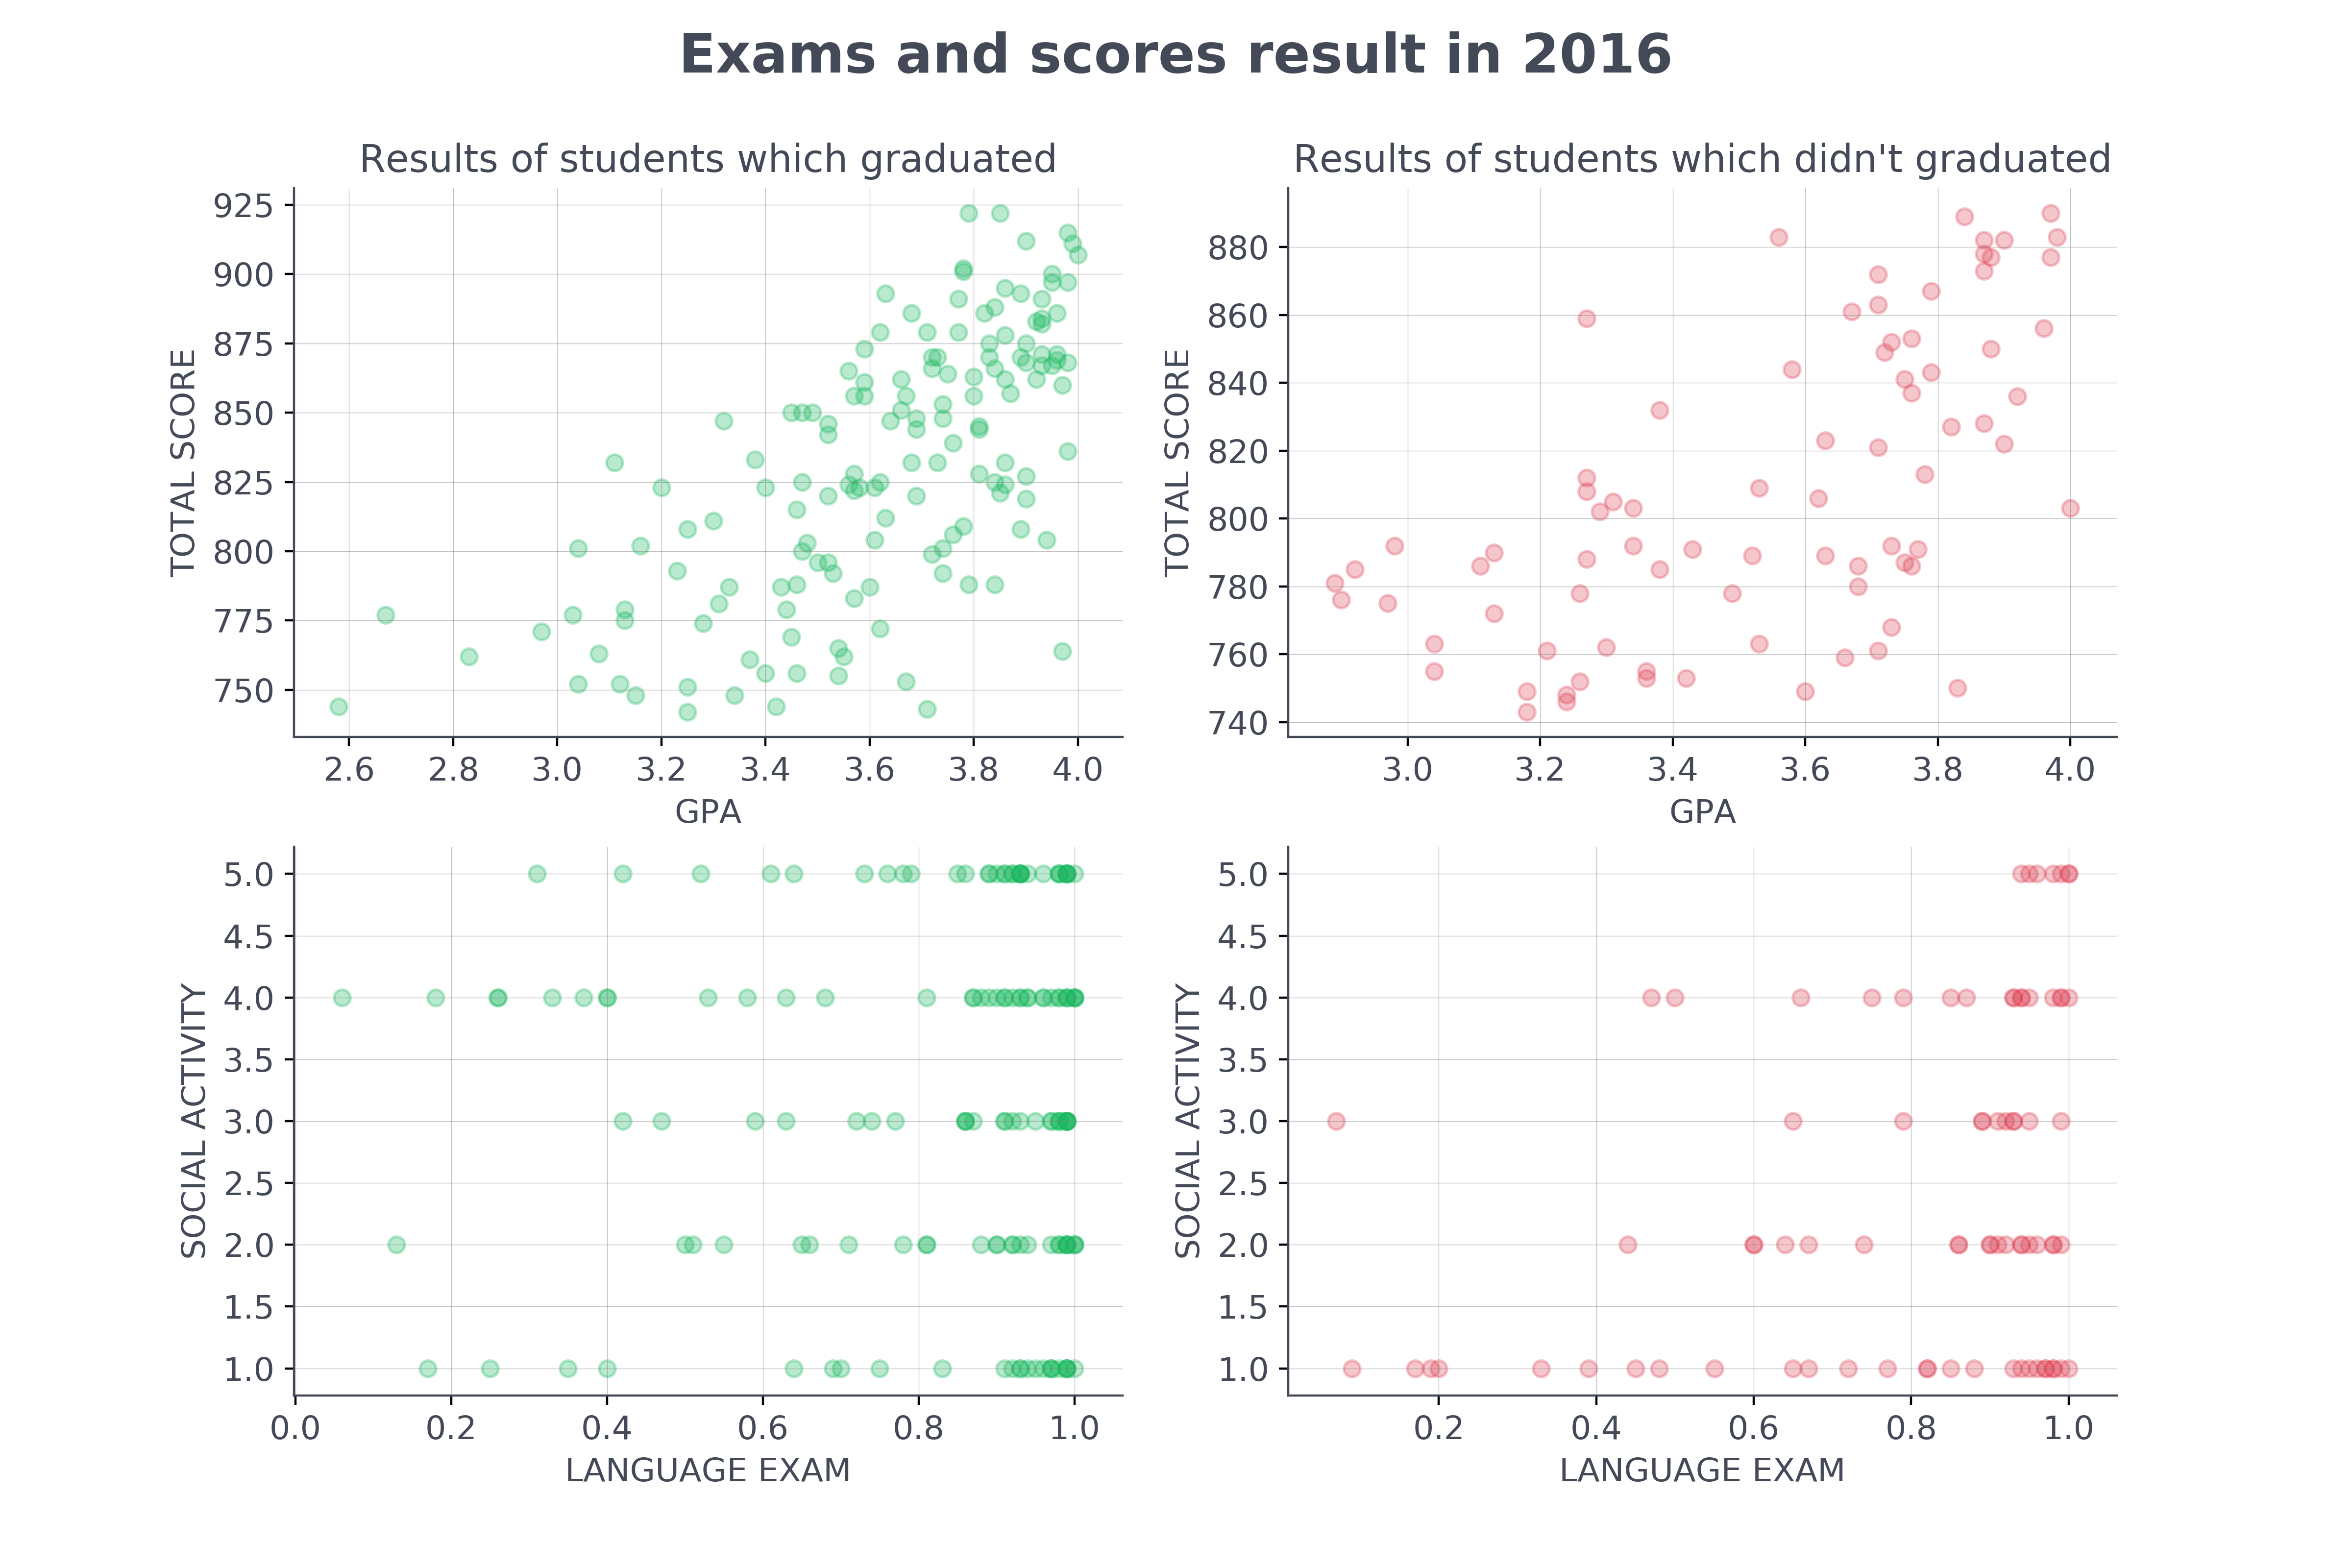 Exams and scores result in 2016
Results of students which graduated
925
900
875
850
825
800
775
750
TOTAL SCORE
2.6 2.8 3.0 3.2 3.4 3.6 3.8 4.0
GPA
Results of students which didn't graduated
880
860
840
820
800
780
760
740
TOTAL SCORE
3.0 3.2 3.4 3.6 3.8 4.0
GPA
5.0
4.5
4.0
3.5
3.0
2.5
2.0
1.5
1.0
SOCIAL ACTIVITY
0.0 0.2 0.4 0.6 0.8 1.0
LANGUAGE EXAM
5.0
4.5
4.0
3.5
3.0
2.5
2.0
1.5
1.0
SOCIAL ACTIVITY
0.2 0.4 0.6 0.8 1.0
LANGUAGE EXAM